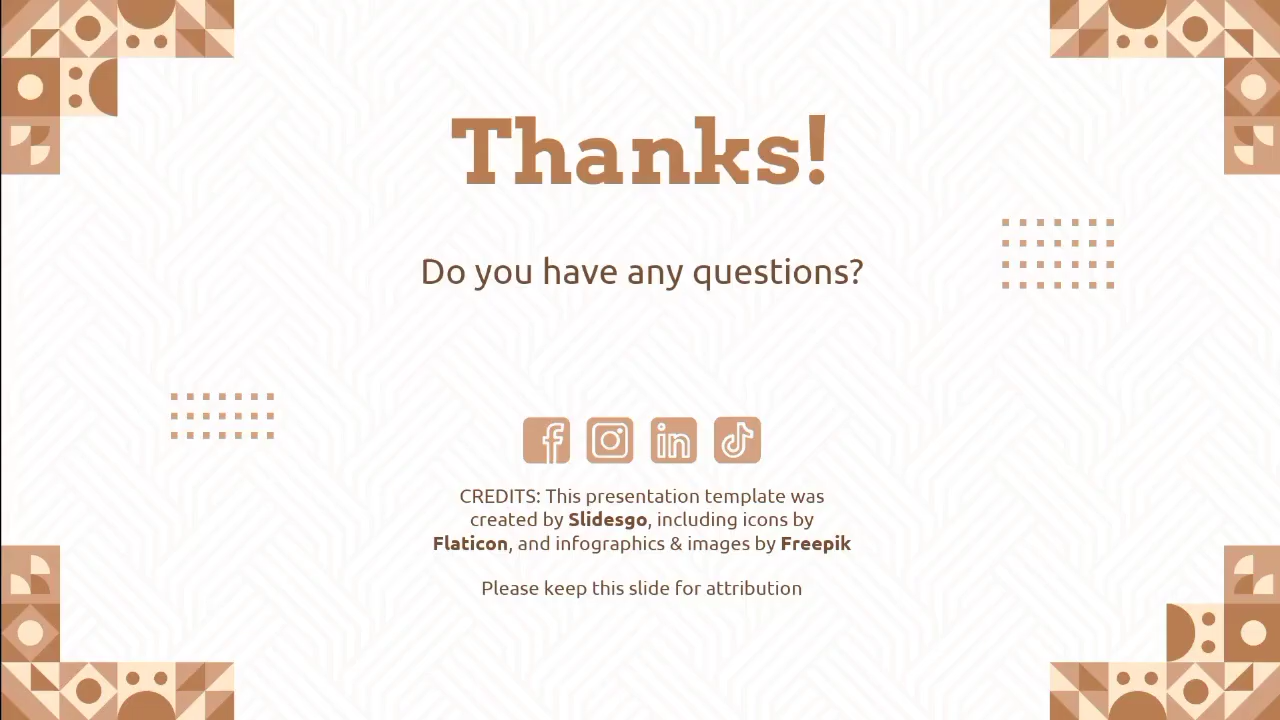 Thanks!
Do you have any questions?
CREDITS: This presentation template was
created by Slidesgo, including icons by
Flaticon, and infographics & images by Freepik
Please keep this slide for attribution